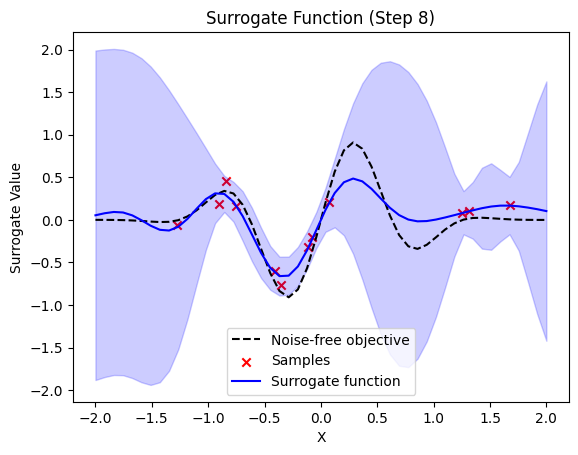 Surrogate Function (Step 8)
Surrogate Value
2.0
1.5
1.0
0.5
0.0
−0.5
−1.0
−1.5
−2.0
Noise-free objective
Samples
Surrogate function
−2.0 −1.5 −1.0 −0.5 0.0 0.5 1.0 1.5 2.0
X